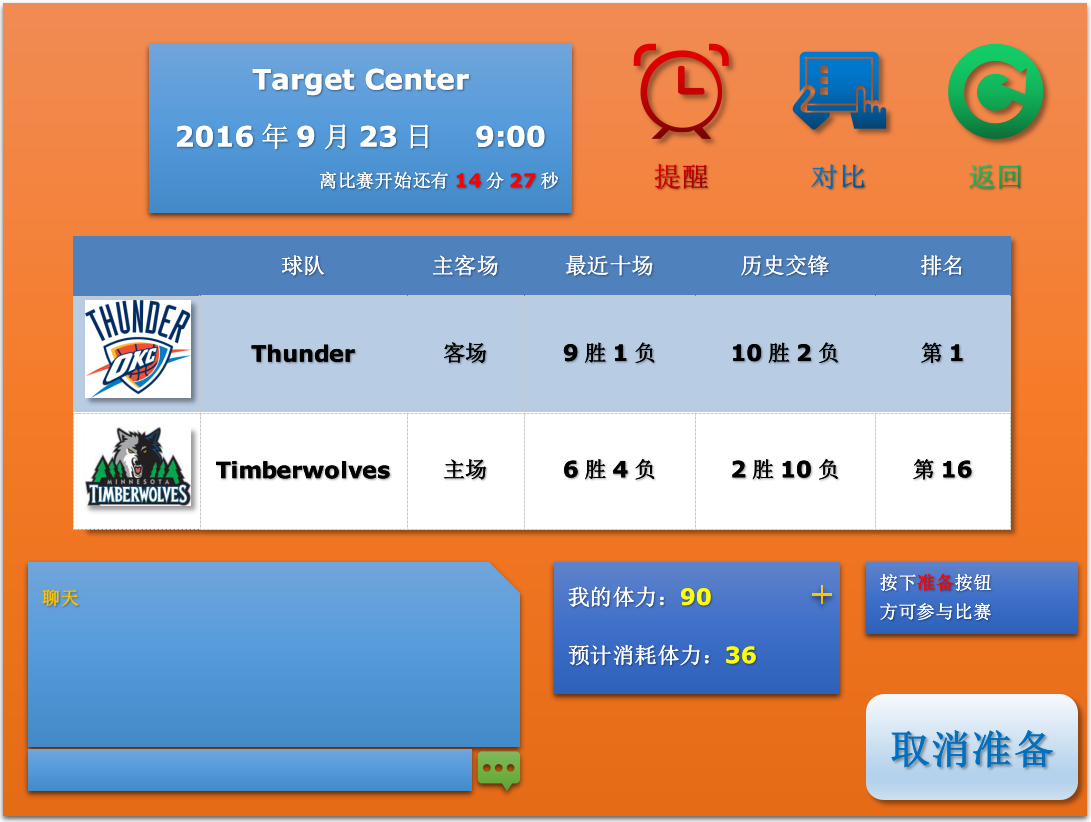 Target Center
2016 年 9 月 23 日 9:00
离比赛开始还有 14 分 27 秒
提醒 对比 返回
球队 主客场 最近十场 历史交锋 排名
THUNDER
OKC
Thunder 客场 9 胜 1 负 10 胜 2 负 第 1
MINNESOTA
TIMBERWOLVES
Timberwolves 主场 6 胜 4 负 2 胜 10 负 第 16
聊天
我的体力：90 +
预计消耗体力：36
按下准备按钮
方可参与比赛
取消准备